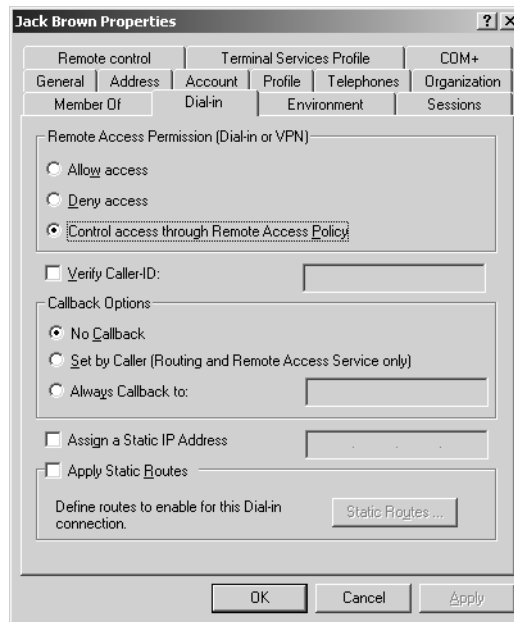 Jack Brown Properties
Remote control Terminal Services Profile COM+
General Address Account Profile Telephones Organization
Member Of Dial-in Environment Sessions
Remote Access Permission (Dial-in or VPN)
Allow access
Deny access
Control access through Remote Access Policy
Verify Caller-ID:
Callback Options
No Callback
Set by Caller (Routing and Remote Access Service only)
Always Callback to:
Assign a Static IP Address
Apply Static Routes
Define routes to enable for this Dial-in
connection.
Static Routes ...
OK Cancel Apply